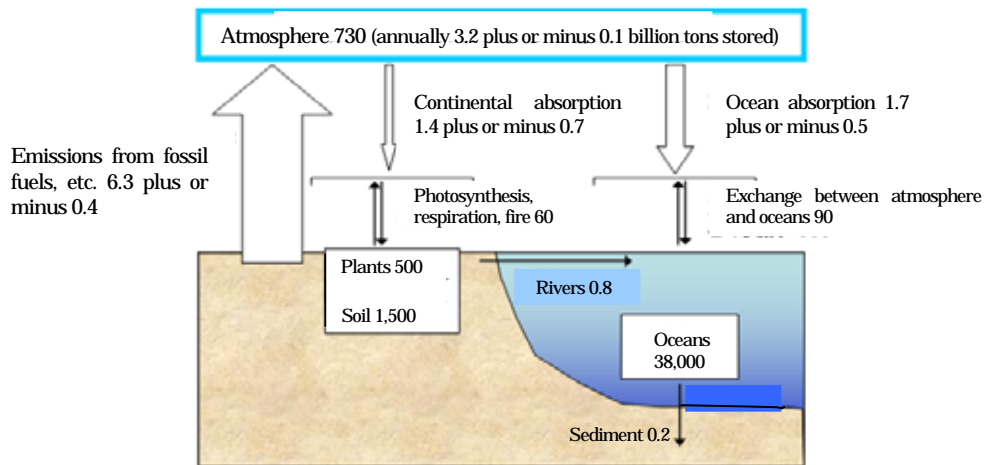 Atmosphere 730 (annually 3.2 plus or minus 0.1 billion tons stored)
Continental absorption
1.4 plus or minus 0.7
Ocean absorption 1.7
plus or minus 0.5
Emissions from fossil
fuels, etc. 6.3 plus or
minus 0.4
Photosynthesis,
respiration, fire 60
Exchange between atmosphere
and oceans 90
Plants 500
Soil 1,500
Rivers 0.8
Oceans
38,000
Sediment 0.2